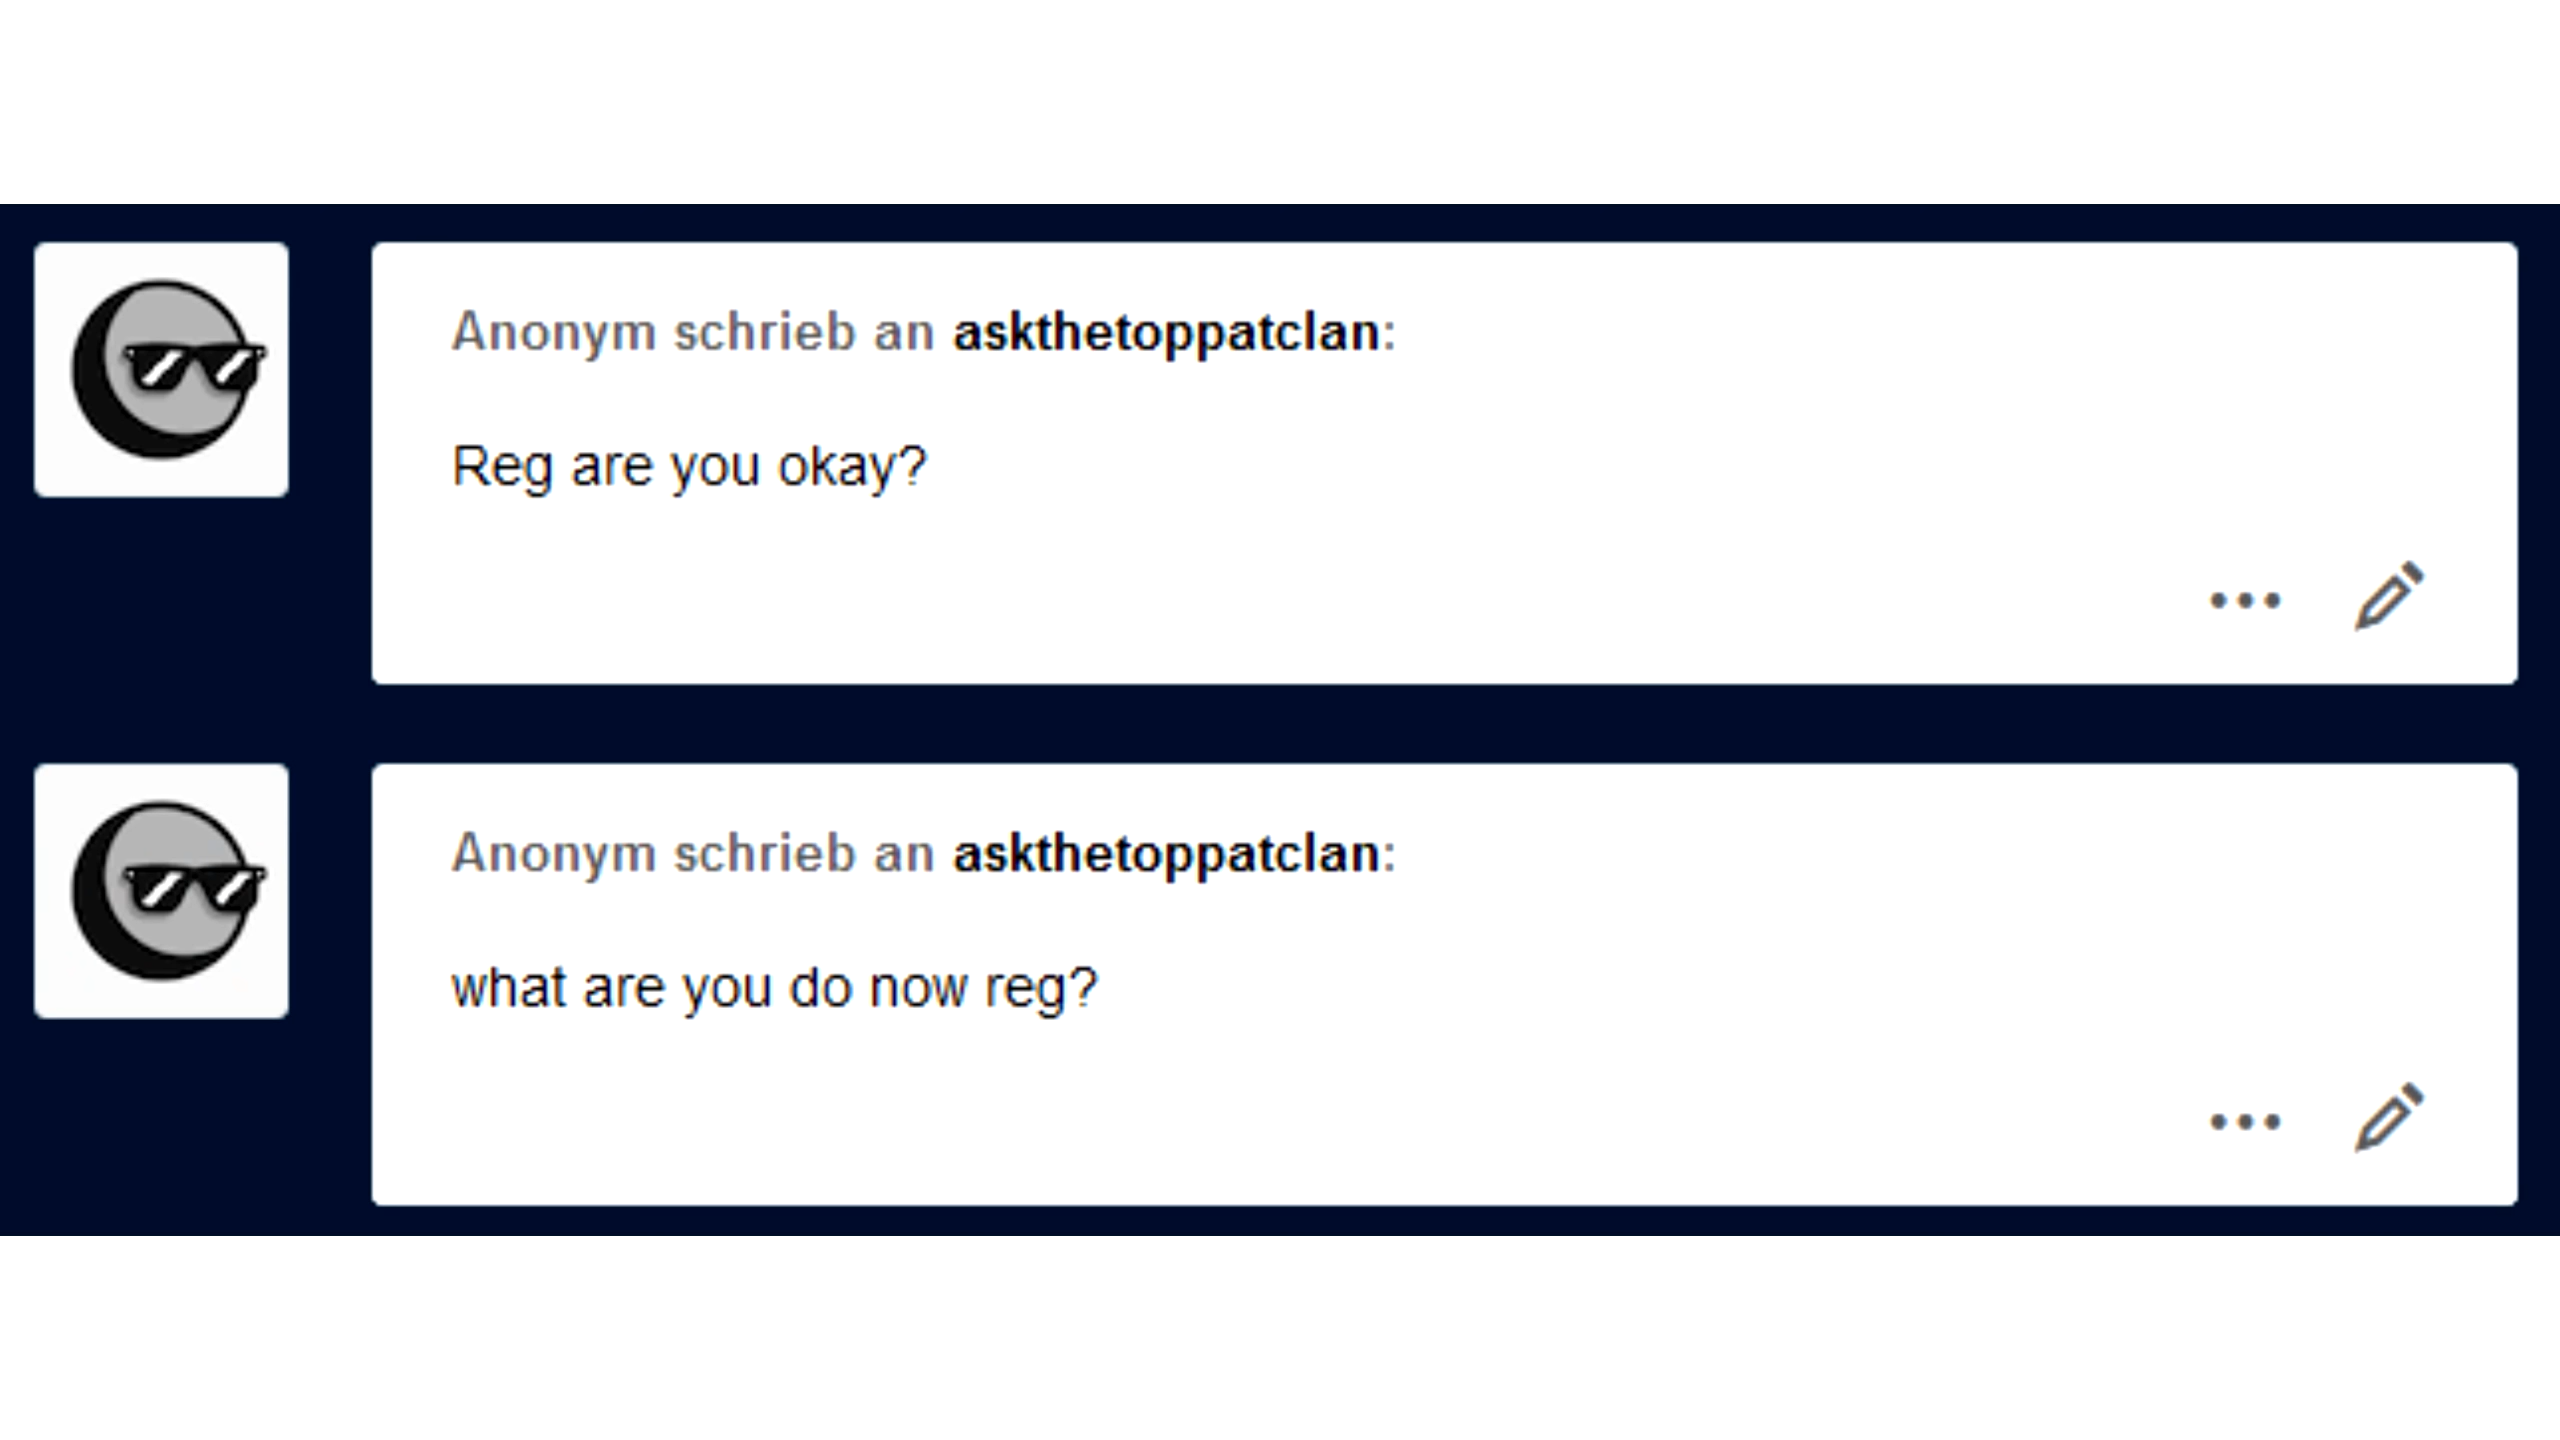 Anonym schrieb an askthetoppatclan:
Reg are you okay?
Anonym schrieb an askthetoppatclan:
what are you do now reg?